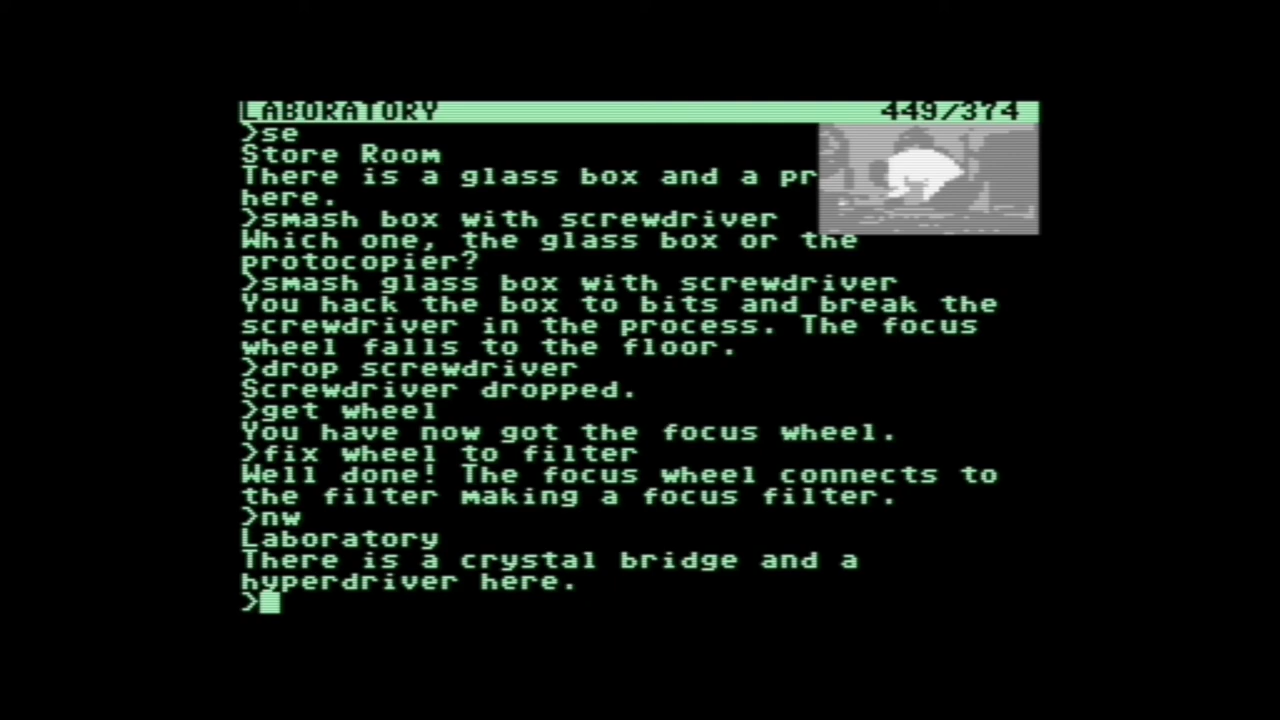 LABORATORY 449/374
>se
Store Room
There is a glass box and a pr
here.
>smash box with screwdriver
Which one, the glass box or the
protocopier?
>smash glass box with screwdriver
You hack the box to bits and break the
screwdriver in the process. The focus
wheel falls to the floor.
>drop screwdriver
Screwdriver dropped.
>get wheel
You have now got the focus wheel.
>fix wheel to filter
Well done! The focus wheel connects to
the filter making a focus filter.
>nw
Laboratory
There is a crystal bridge and a
hyperdriver here.
>